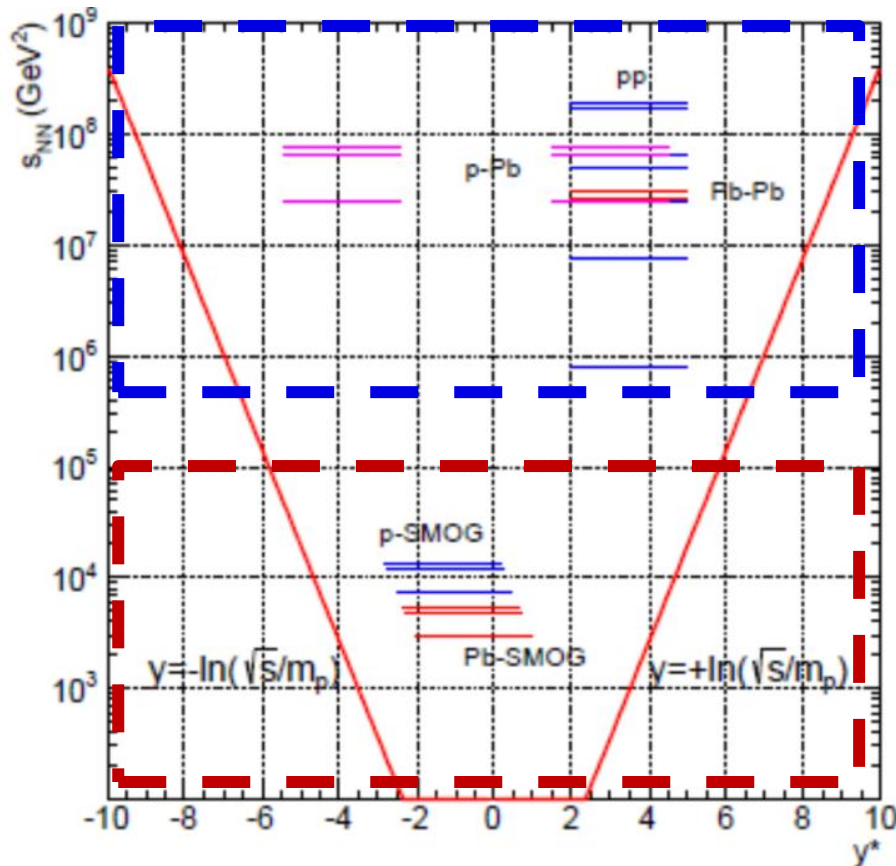 s_NN (GeV²)
10⁹
10⁸
10⁷
10⁶
10⁵
10⁴
10³
pp
p-Pb
Pb-Pb
p-SMOG
Pb-SMOG
y=-ln(√s/m_p)
y=+ln(√s/m_p)
-10 -8 -6 -4 -2 0 2 4 6 8 10
y*